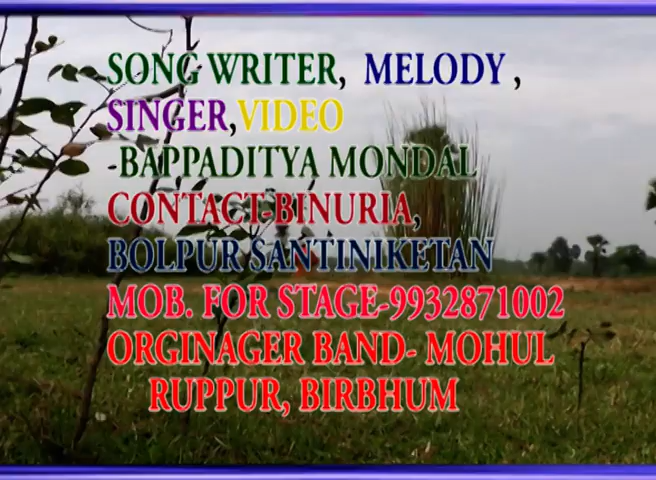 SONG WRITER, MELODY ,
SINGER,VIDEO
-BAPPADITYA MONDAL
CONTACT-BINURIA,
BOLPUR SANTINIKETAN
MOB. FOR STAGE-9932871002
ORGINAGER BAND- MOHUL
RUPPUR, BIRBHUM